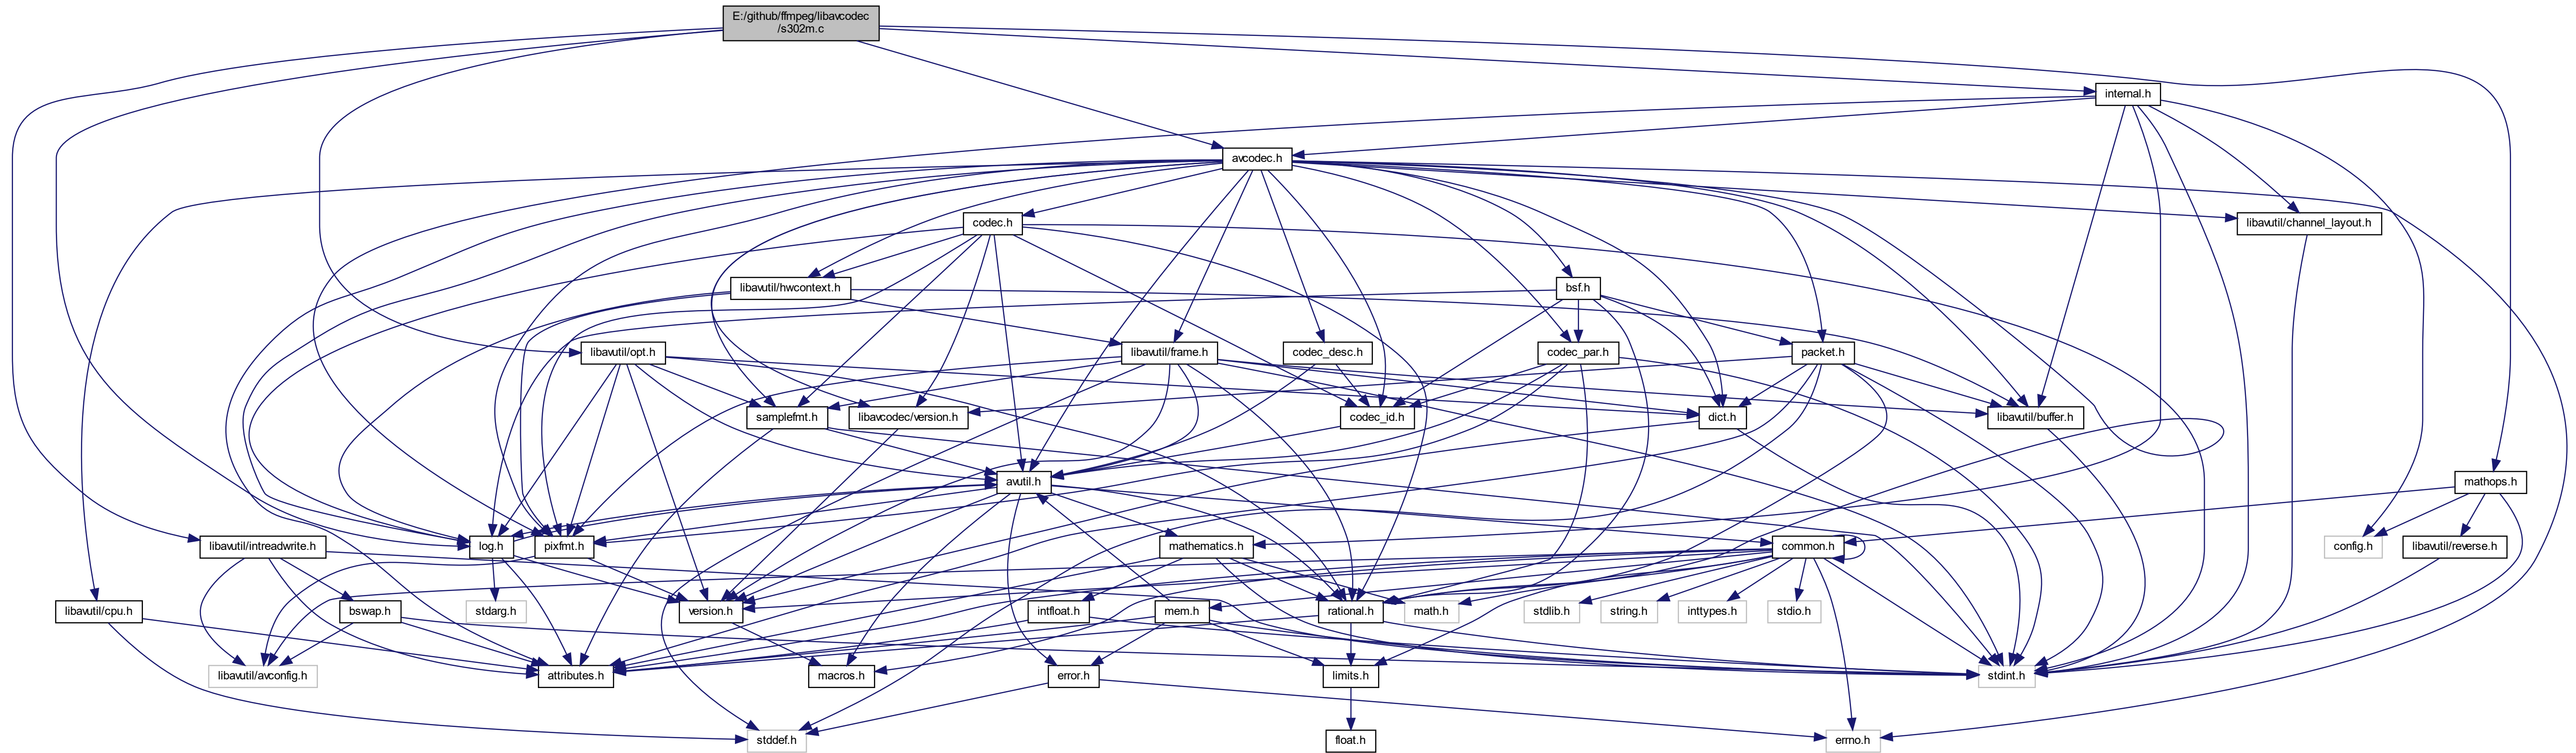 E:/github/ffmpeg/libavcodec
/s302m.c
internal.h
avcodec.h
codec.h
libavutil/channel_layout.h
libavutil/hwcontext.h
bsf.h
libavutil/opt.h
libavutil/frame.h
codec_desc.h
codec_par.h
packet.h
samplefmt.h
libavcodec/version.h
codec_id.h
dict.h
libavutil/buffer.h
avutil.h
mathops.h
libavutil/intreadwrite.h
log.h
pixfmt.h
mathematics.h
common.h
config.h
libavutil/reverse.h
libavutil/cpu.h
bswap.h
stdarg.h
version.h
intfloat.h
mem.h
rational.h
math.h
stdlib.h
string.h
inttypes.h
stdio.h
libavutil/avconfig.h
attributes.h
macros.h
error.h
limits.h
stdint.h
stddef.h
float.h
errno.h